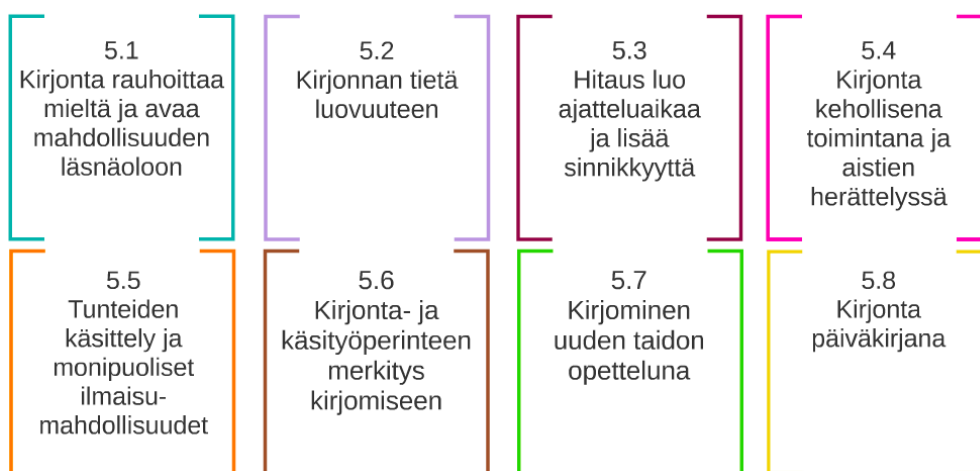 5.1
Kirjonta rauhoittaa
mieltä ja avaa
mahdollisuuden
läsnäoloon
5.2
Kirjonnan tietä
luovuuteen
5.3
Hitaus luo
ajatteluaikaa
ja lisää
sinnikkyyttä
5.4
Kirjonta
kehollisena
toimintana ja
aistien
herättelyssä
5.5
Tunteiden
käsittely ja
monipuoliset
ilmaisu-
mahdollisuudet
5.6
Kirjonta- ja
käsityöperinteen
merkitys
kirjomiseen
5.7
Kirjominen
uuden taidon
opetteluna
5.8
Kirjonta
päiväkirjana